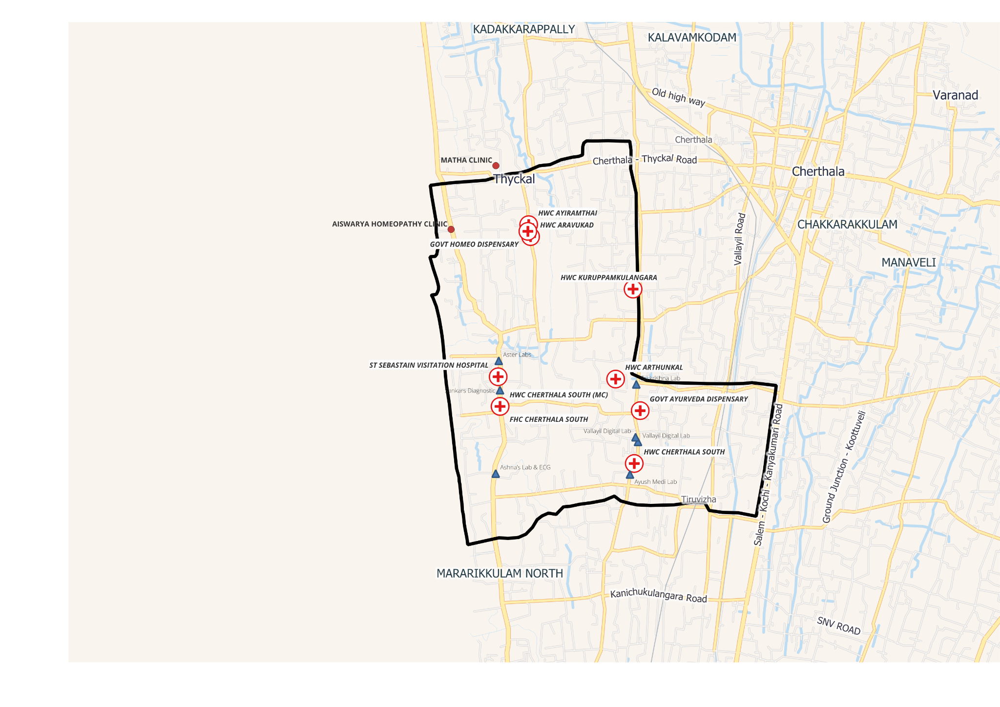 KADAKKARAPPALLY
KALAVAMKODAM
Old high way
Varanad
Cherthala
MATHA CLINIC
Cherthala - Thyckal Road
Cherthala
Thyckal
HWC AYIRAMTHAI
AISWARYA HOMEOPATHY CLINIC
HWC ARAVUKAD
CHAKKARAKKULAM
GOVT HOMEO DISPENSARY
Vallayil Road
MANAVELI
HWC KURUPPAMKULANGARA
Aster Labs
ST SEBASTAIN VISITATION HOSPITAL
HWC ARTHUNKAL
krishna Lab
Diagnostic
HWC CHERTHALA SOUTH (MC)
GOVT AYURVEDA DISPENSARY
FHC CHERTHALA SOUTH
Vallayil Digital Lab
Vallayil Digital Lab
HWC CHERTHALA SOUTH
Ashna's Lab & ECG
Ayush Medi Lab
Tiruvizha
Salem - Kochi - Kanyakumari Road
Ground Junction - Koottuveli
MARARIKKULAM NORTH
Kanichukulangara Road
SNV ROAD